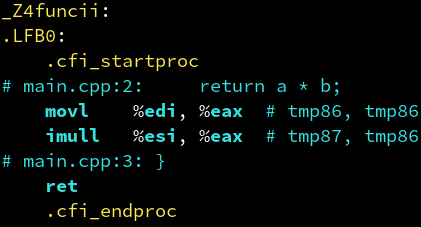 _Z4funcii:
.LFB0:
.cfi_startproc
# main.cpp:2:     return a * b;
movl    %edi, %eax  # tmp86, tmp86
imull   %esi, %eax  # tmp87, tmp86
# main.cpp:3: }
ret
.cfi_endproc